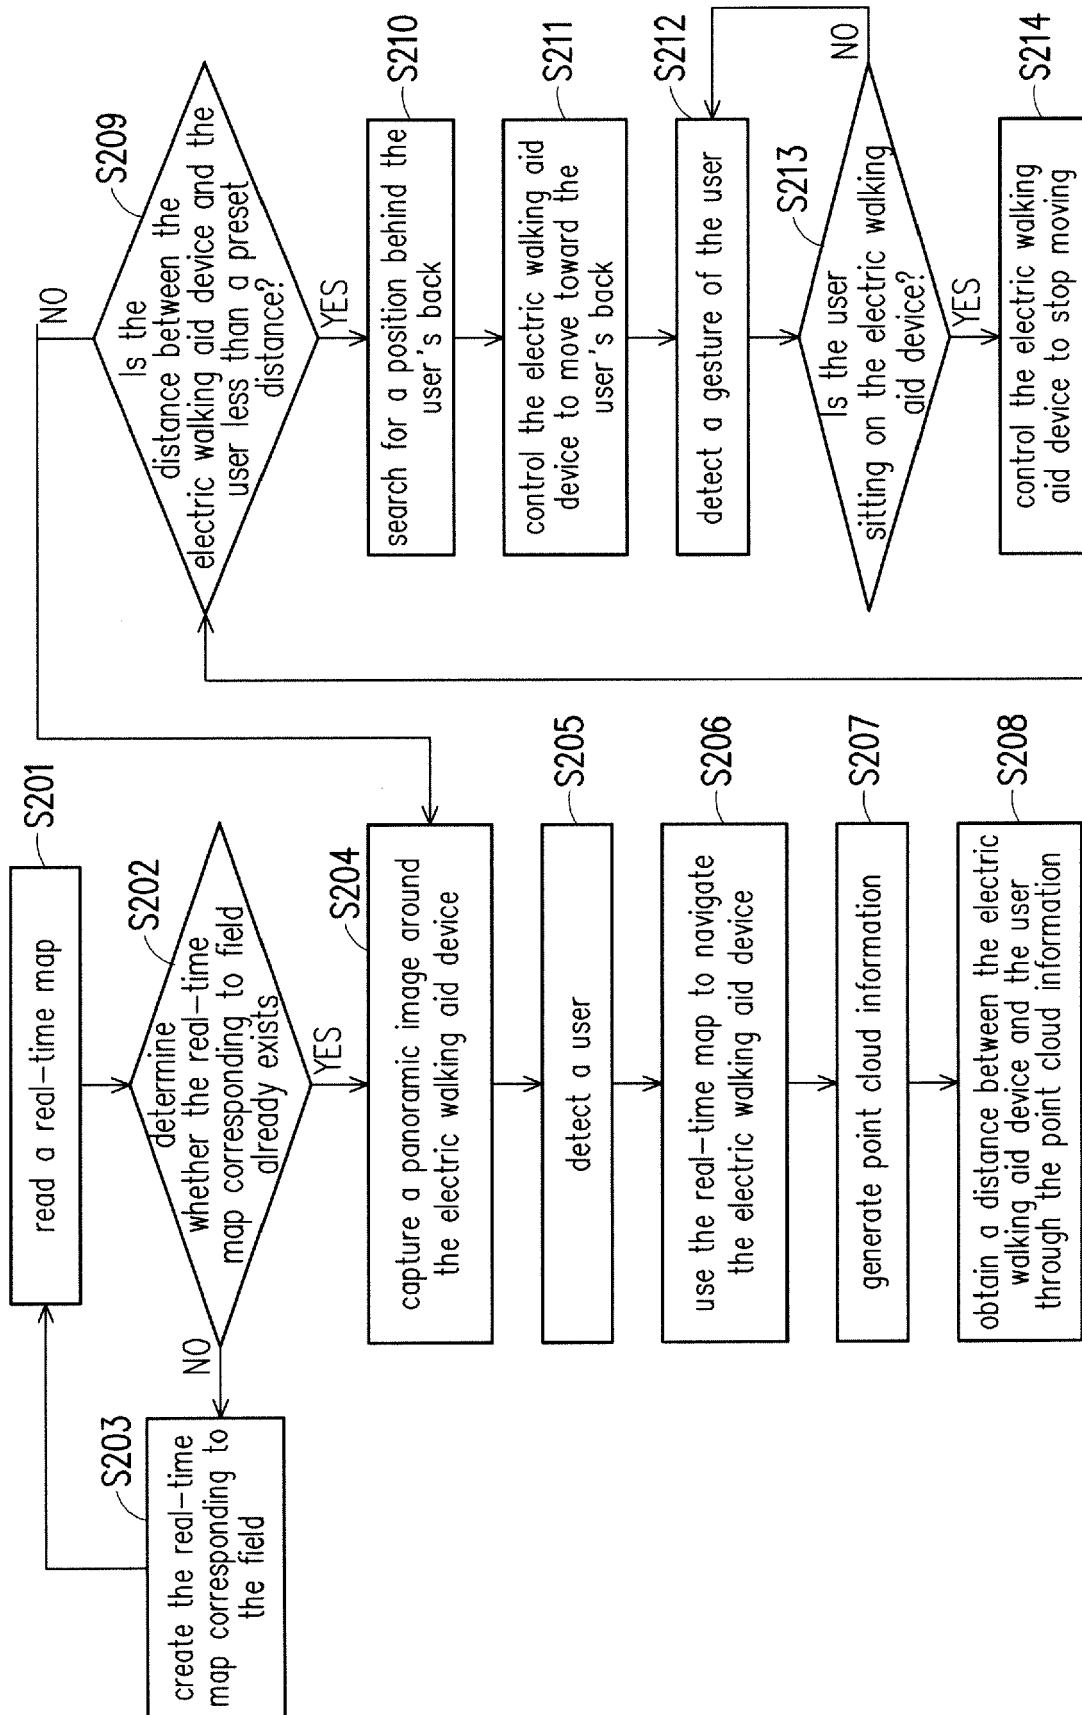 read a real-time map
S201
determine
whether the real-time
map corresponding to field
already exists
S202
NO
YES
create the real-time
map corresponding to
the field
S203
capture a panoramic image around
the electric walking aid device
S204
detect a user
S205
use the real-time map to navigate
the electric walking aid device
S206
generate point cloud information
S207
obtain a distance between the electric
walking aid device and the user
through the point cloud information
S208
Is the
distance between the
electric walking aid device and the
user less than a preset
distance?
S209
NO
YES
search for a position behind the
user's back
S210
control the electric walking aid
device to move toward the
user's back
S211
detect a gesture of the user
S212
Is the user
sitting on the electric walking
aid device?
S213
NO
YES
control the electric walking
aid device to stop moving
S214